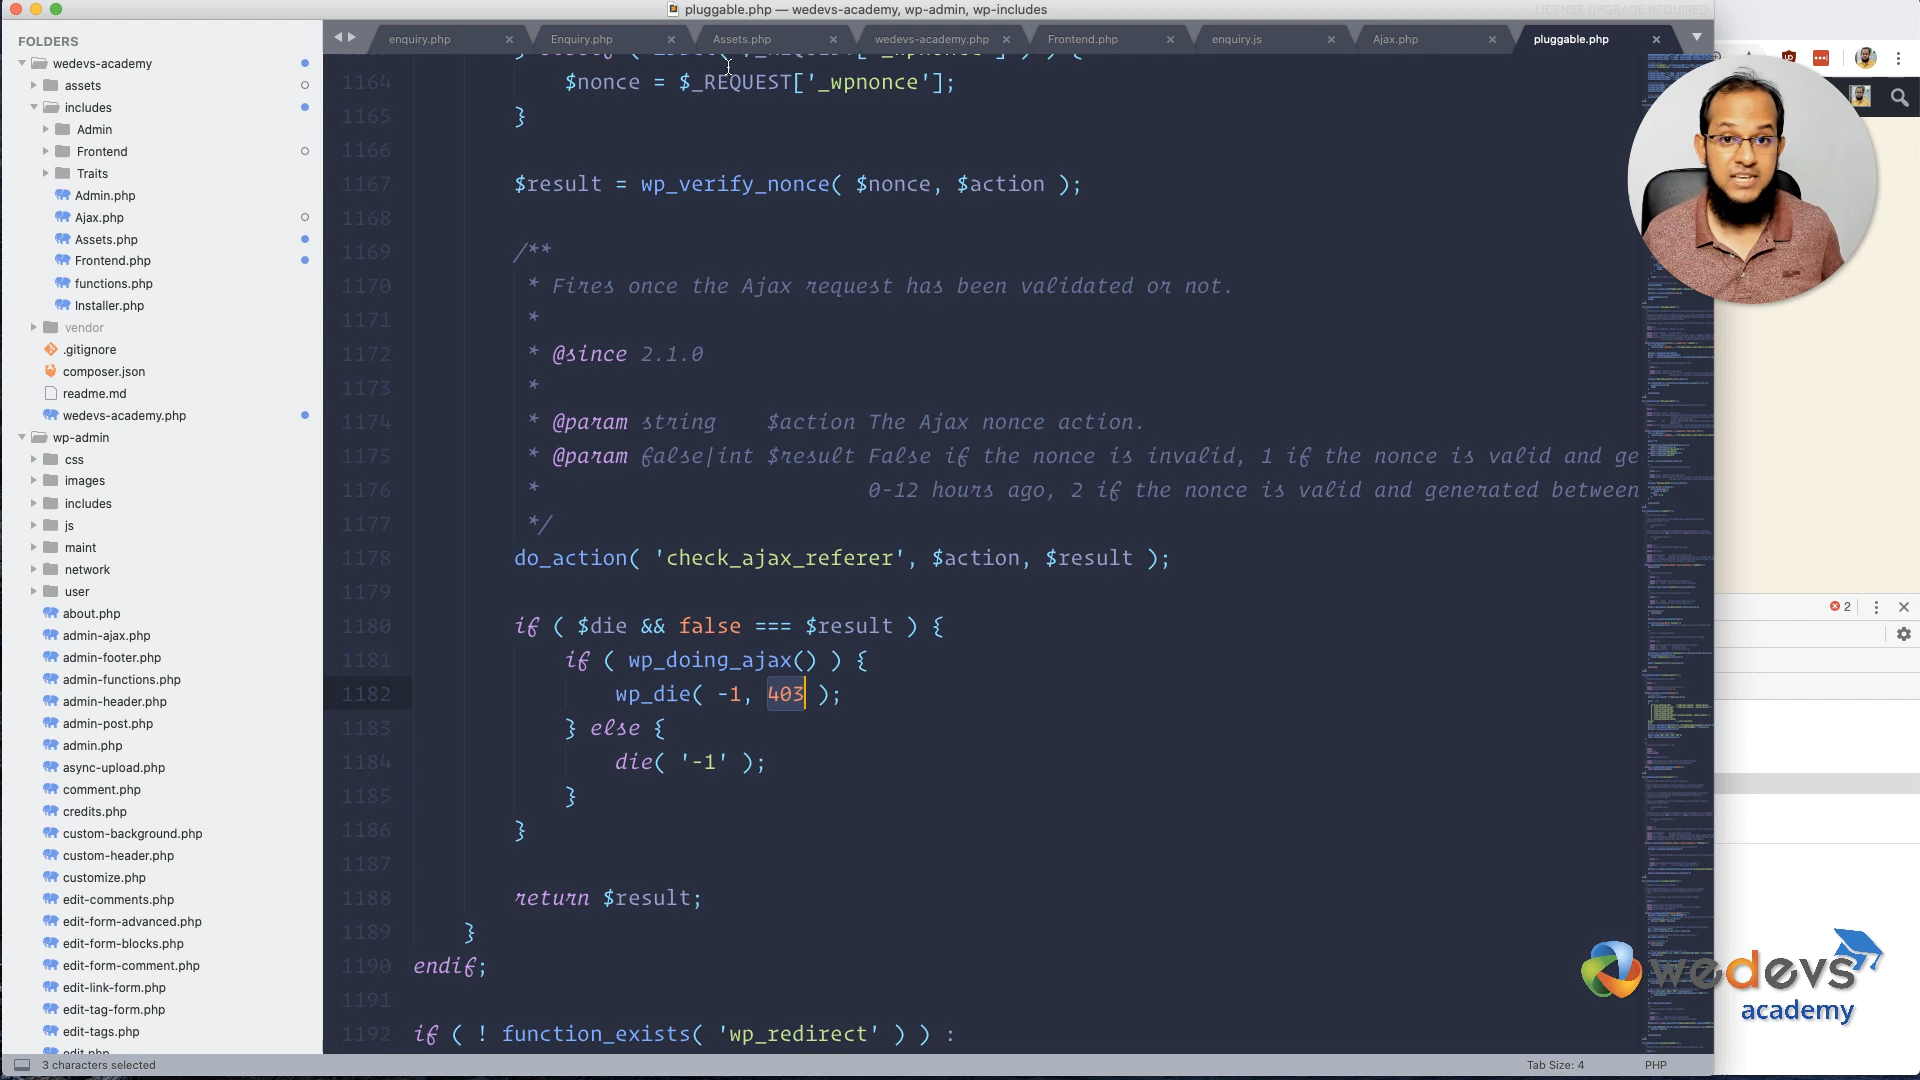 pluggable.php — wedevs-academy, wp-admin, wp-includes
LICENSE UPGRADE REQUIRED
FOLDERS
wedevs-academy
assets
includes
Admin
Frontend
Traits
Admin.php
Ajax.php
Assets.php
Frontend.php
functions.php
Installer.php
vendor
.gitignore
composer.json
readme.md
wedevs-academy.php
wp-admin
css
images
includes
js
maint
network
user
about.php
admin-ajax.php
admin-footer.php
admin-functions.php
admin-header.php
admin-post.php
admin.php
async-upload.php
comment.php
credits.php
custom-background.php
custom-header.php
customize.php
edit-comments.php
edit-form-advanced.php
edit-form-blocks.php
edit-form-comment.php
edit-link-form.php
edit-tag-form.php
edit-tags.php
edit.php
enquiry.php Enquiry.php Assets.php wedevs-academy.php Frontend.php enquiry.js Ajax.php pluggable.php
1164 $nonce = $_REQUEST['_wpnonce'];
1165 }
1166
1167 $result = wp_verify_nonce( $nonce, $action );
1168
1169 /**
1170 * Fires once the Ajax request has been validated or not.
1171 *
1172 * @since 2.1.0
1173 *
1174 * @param string $action The Ajax nonce action.
1175 * @param false|int $result False if the nonce is invalid, 1 if the nonce is valid and ge
1176 * 0-12 hours ago, 2 if the nonce is valid and generated between
1177 */
1178 do_action( 'check_ajax_referer', $action, $result );
1179
1180 if ( $die && false === $result ) {
1181 if ( wp_doing_ajax() ) {
1182 wp_die( -1, 403 );
1183 } else {
1184 die( '-1' );
1185 }
1186 }
1187
1188 return $result;
1189 }
1190 endif;
1191
1192 if ( ! function_exists( 'wp_redirect' ) ) :
2
wedevs
academy
3 characters selected
Tab Size: 4
PHP